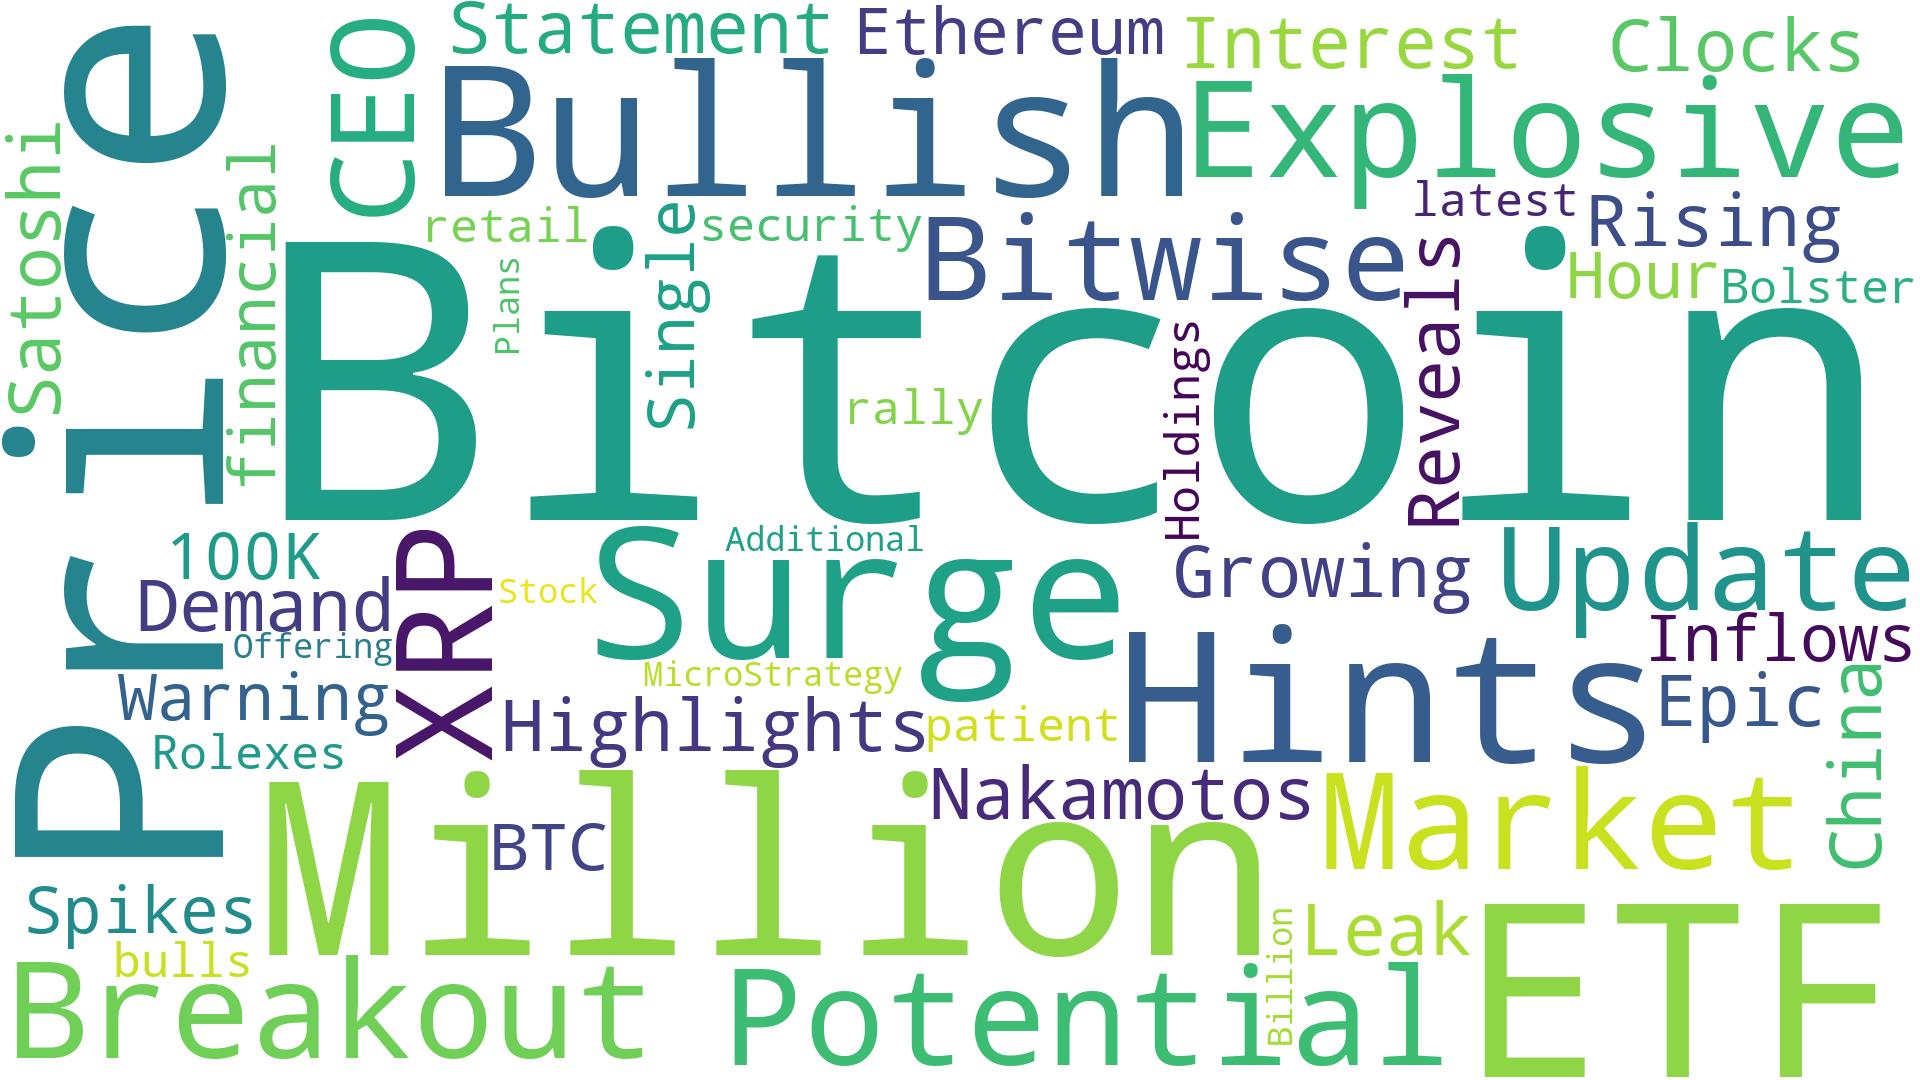 Statement
Ethereum
Interest
Clocks
CEO
Bullish
Explosive
Price
Satoshi
financial
retail
security
Single
Bitwise
latest
Rising
Hour
Bolster
Reveals
Plans
Bitcoin
rally
Holdings
100K
Demand
Offering
XRP
Stock
Additional
Surge
Growing
Update
Inflows
Hints
Epic
China
MicroStrategy
Warning
Rolexes
Highlights
patient
Nakamotos
Market
Million
BTC
Spikes
bulls
Leak
Billion
ETF
Breakout
Potential